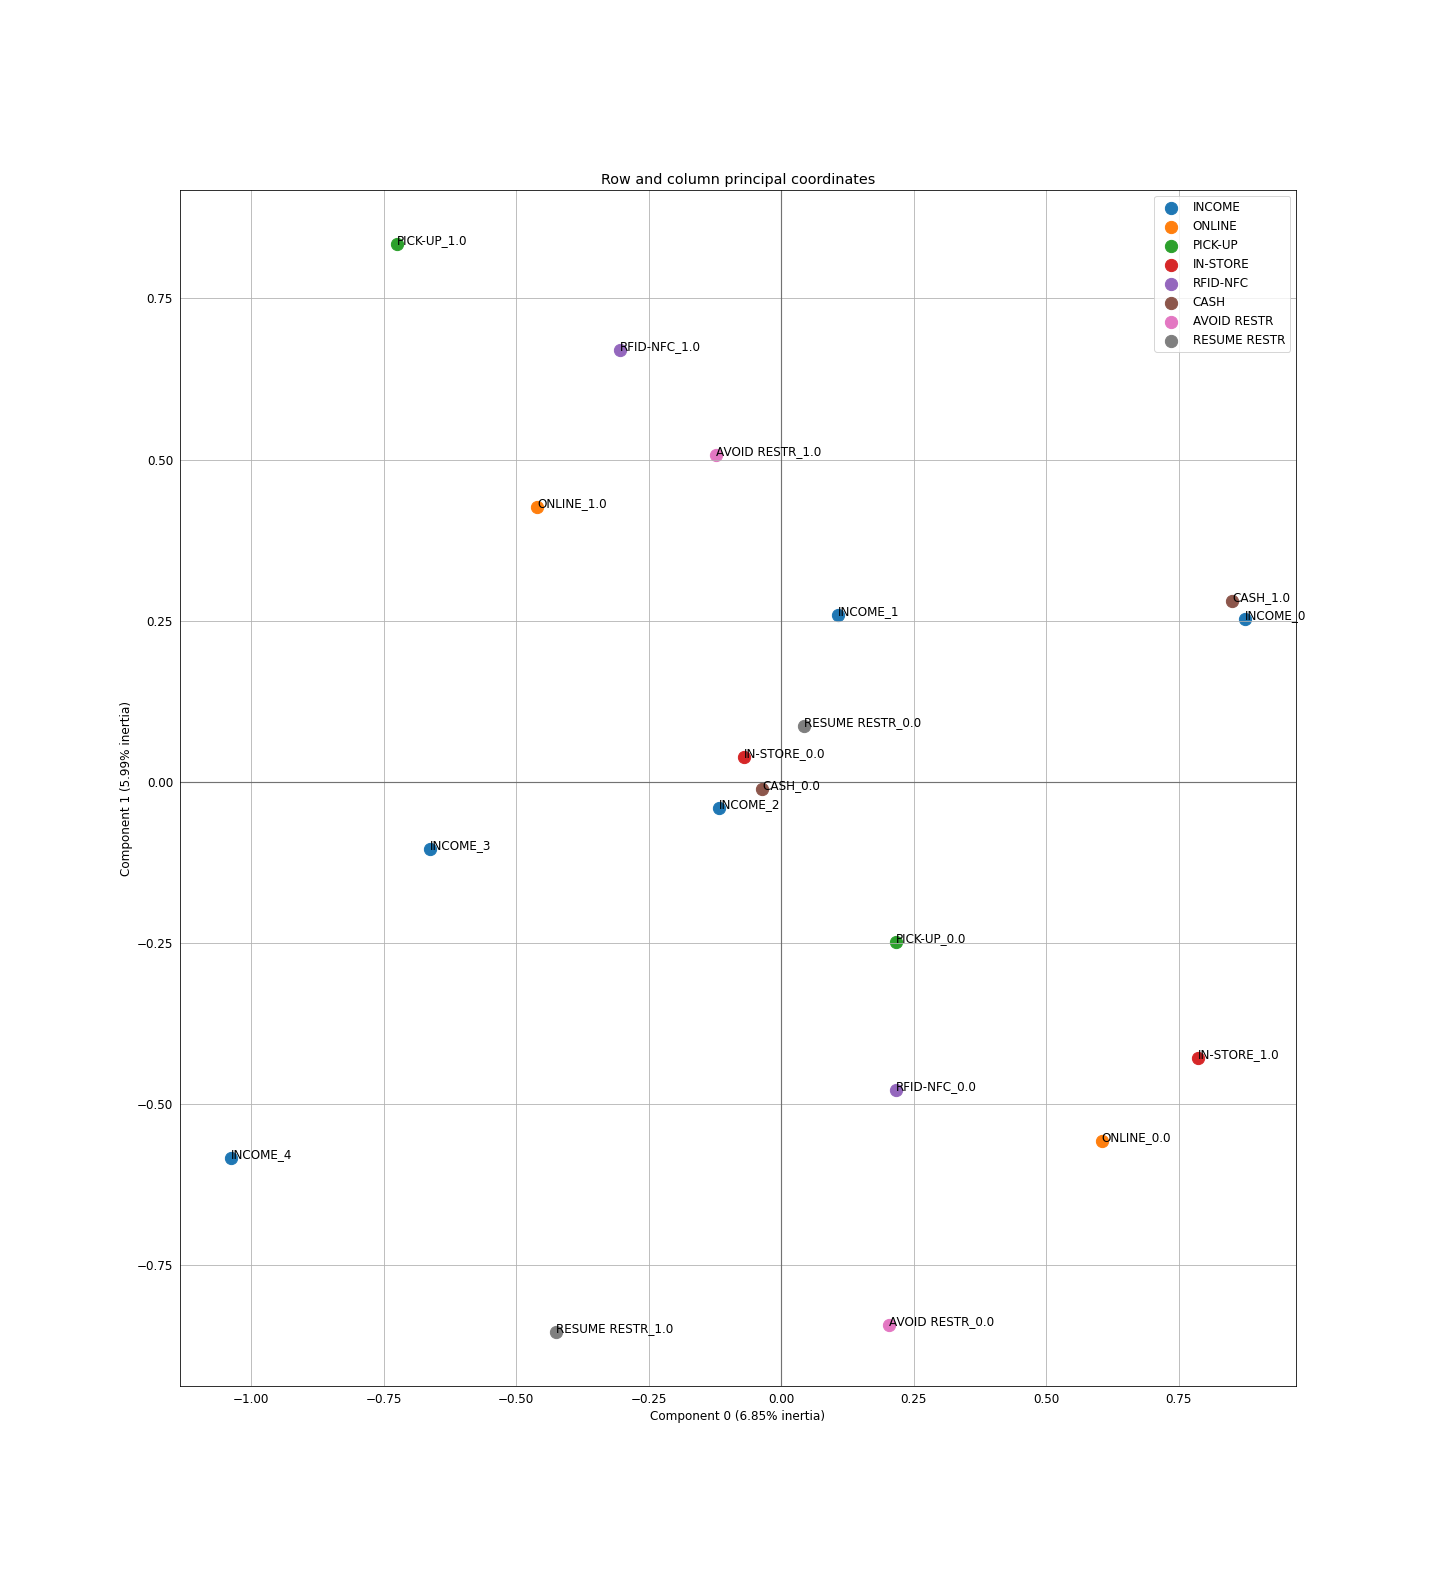 Row and column principal coordinates
INCOME
ONLINE
PICK-UP
IN-STORE
RFID-NFC
CASH
AVOID RESTR
RESUME RESTR
PICK-UP_1.0
RFID-NFC_1.0
AVOID RESTR_1.0
ONLINE_1.0
CASH_1.0
INCOME_1
INCOME_0
RESUME RESTR_0.0
IN-STORE_0.0
CASH_0.0
INCOME_2
INCOME_3
PICK-UP_0.0
IN-STORE_1.0
RFID-NFC_0.0
ONLINE_0.0
INCOME_4
AVOID RESTR_0.0
RESUME RESTR_1.0
0.75
0.50
0.25
0.00
−0.25
−0.50
−0.75
Component 1 (5.99% inertia)
−1.00 −0.75 −0.50 −0.25 0.00 0.25 0.50 0.75
Component 0 (6.85% inertia)